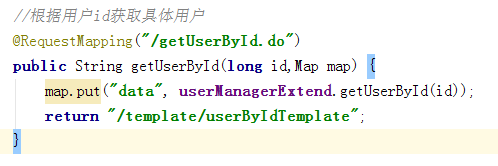 //根据用户id获取具体用户
@RequestMapping("/getUserById.do")
public String getUserById(long id,Map map) {
map.put("data", userManagerExtend.getUserById(id));
return "/template/userByIdTemplate";
}